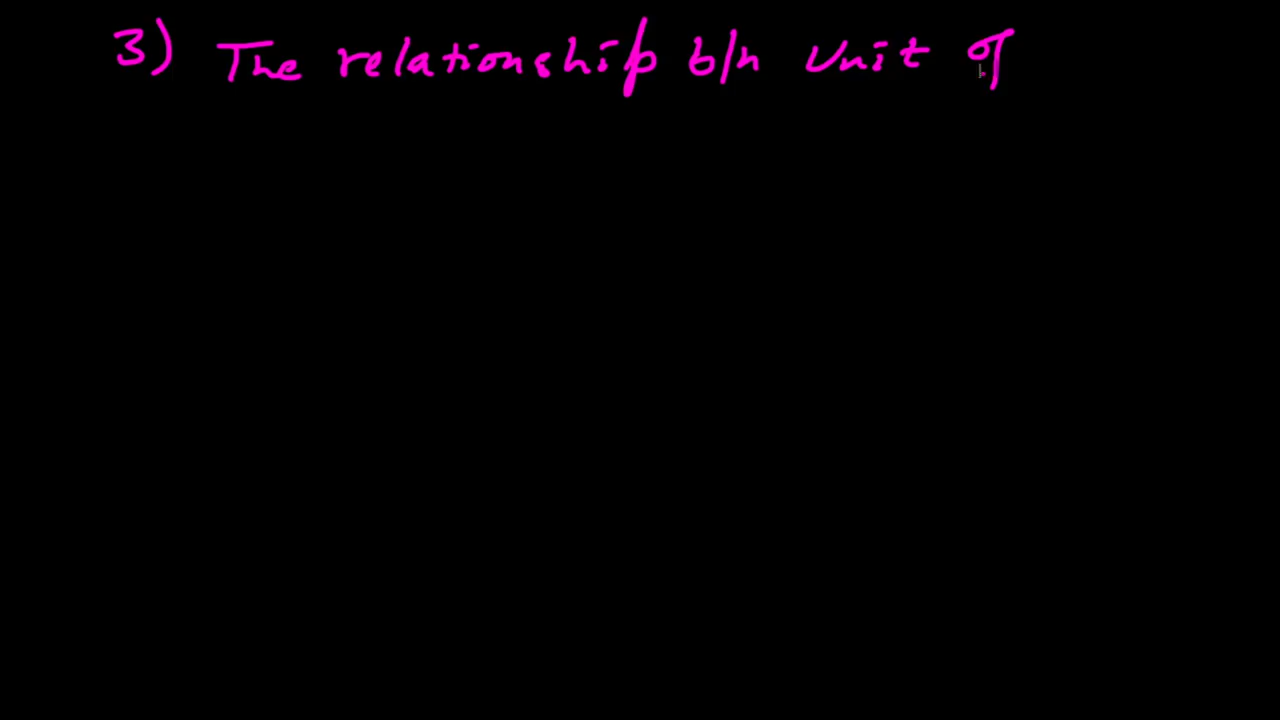 3) The relationship b/n Unit of